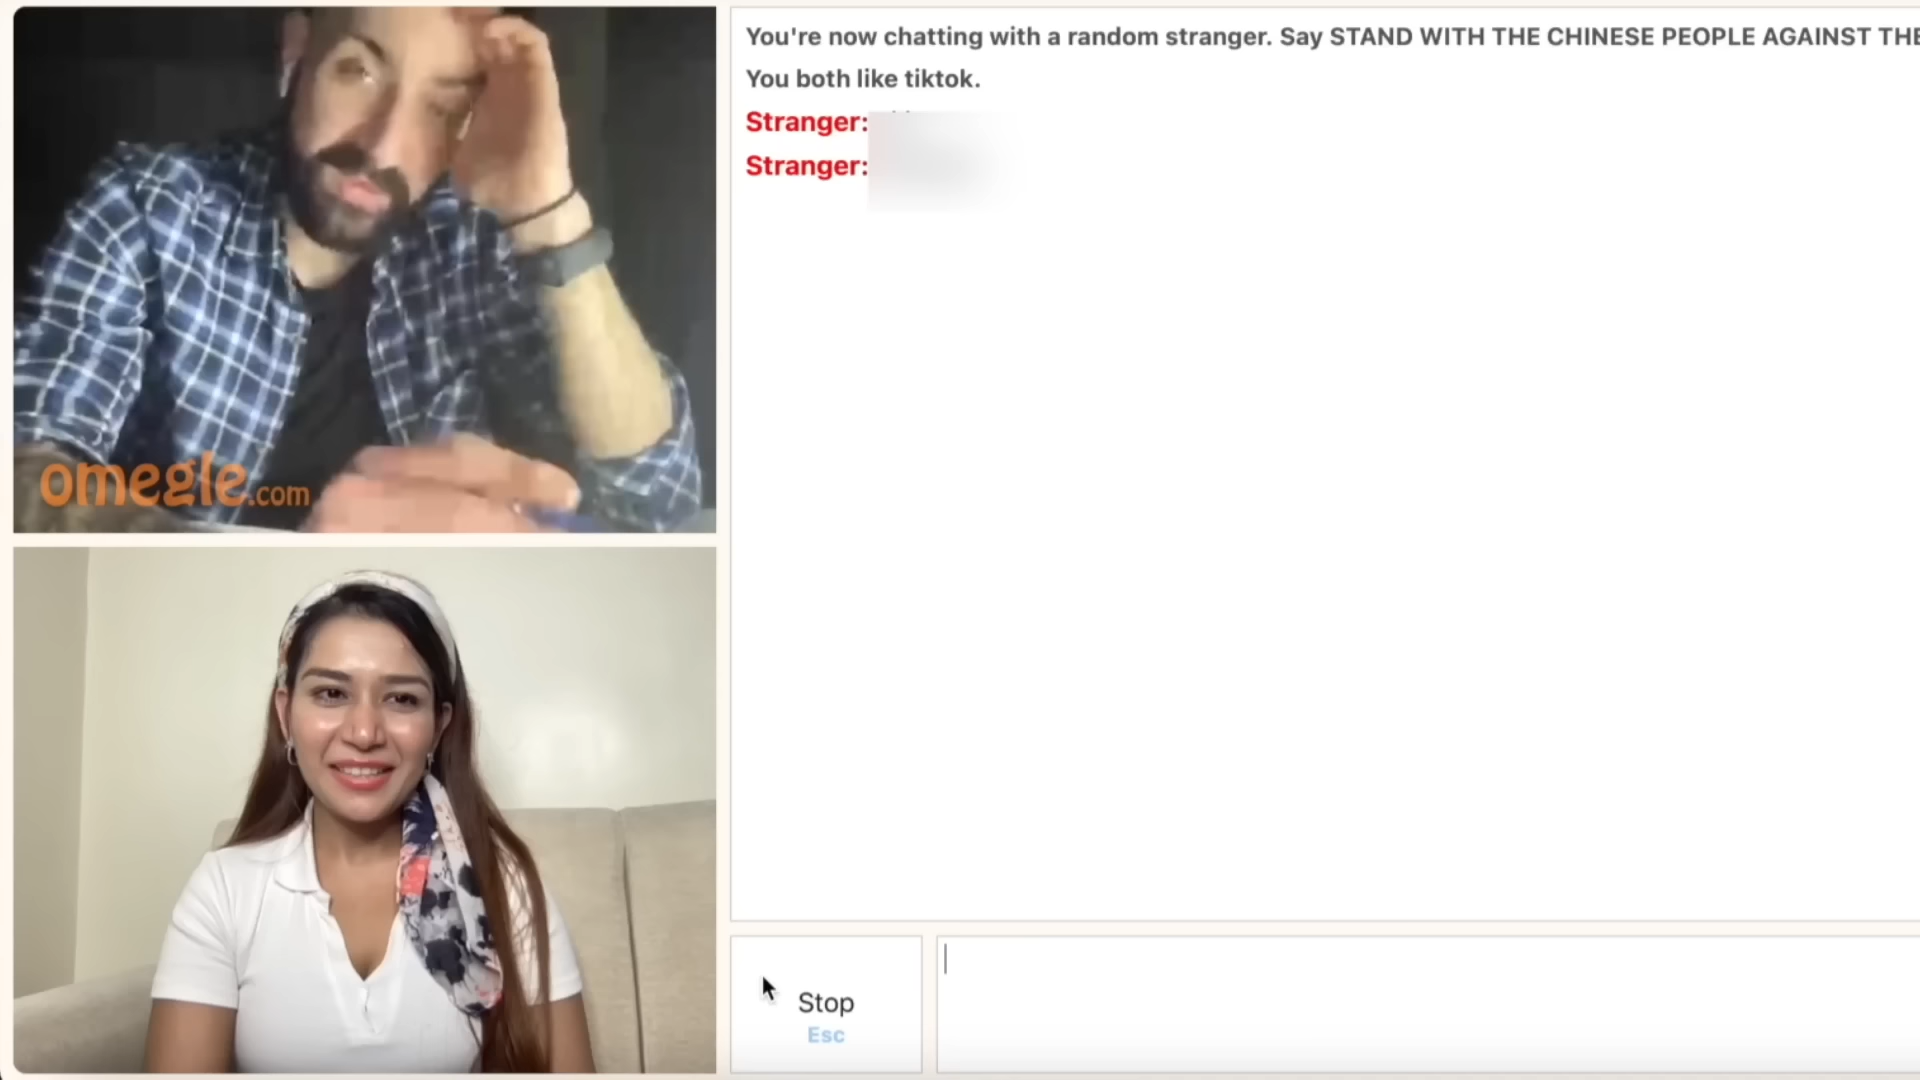 You're now chatting with a random stranger. Say STAND WITH THE CHINESE PEOPLE AGAINST THE
You both like tiktok.
Stranger:
Stranger:
omegle.com
Stop
Esc